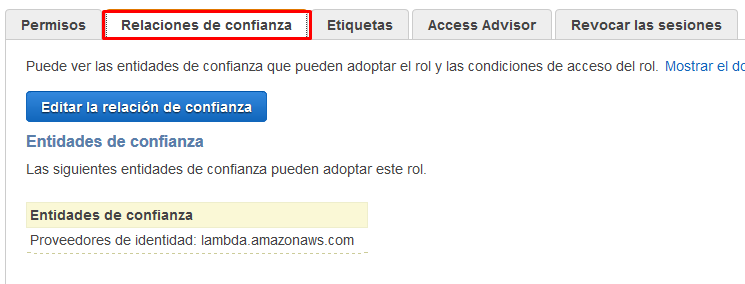 Permisos Relaciones de confianza Etiquetas Access Advisor Revocar las sesiones
Puede ver las entidades de confianza que pueden adoptar el rol y las condiciones de acceso del rol. Mostrar el do
Editar la relación de confianza
Entidades de confianza
Las siguientes entidades de confianza pueden adoptar este rol.
Entidades de confianza
Proveedores de identidad: lambda.amazonaws.com